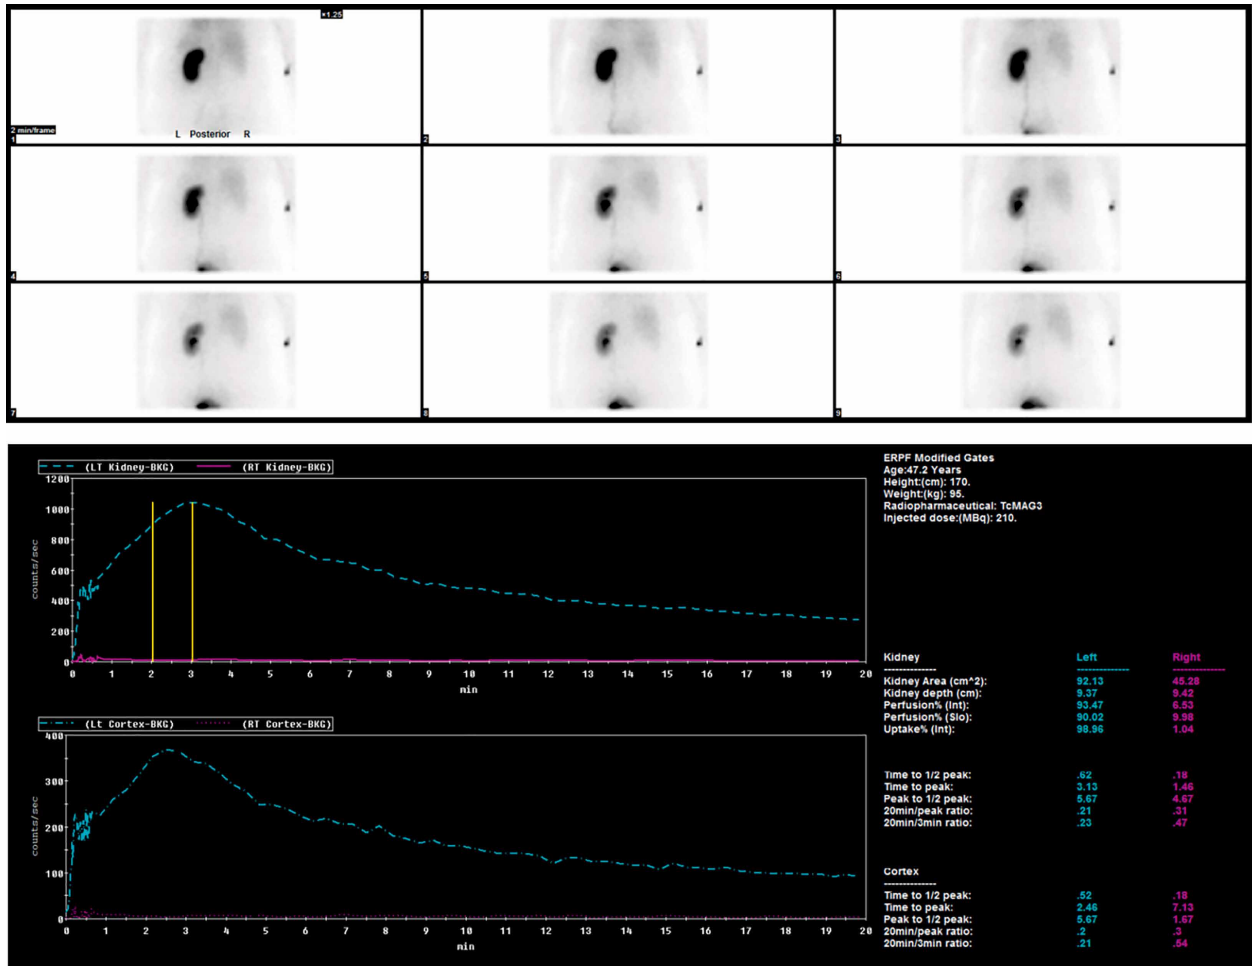 ×1.25
2 min/frame
L Posterior R
1
2
3
4
5
6
7
8
9
(LT Kidney-BKG) (RT Kidney-BKG)
1200
1000
800
600
400
200
0
counts/sec
0 1 2 3 4 5 6 7 8 9 10 11 12 13 14 15 16 17 18 19 20
min
(Lt Cortex-BKG) (RT Cortex-BKG)
400
300
200
100
0
counts/sec
0 1 2 3 4 5 6 7 8 9 10 11 12 13 14 15 16 17 18 19 20
min
ERPF Modified Gates
Age:47.2 Years
Height:(cm): 170.
Weight:(kg): 95.
Radiopharmaceutical: TcMAG3
Injected dose:(MBq): 210.
Kidney Left Right
Kidney Area (cm^2): 92.13 45.28
Kidney depth (cm): 9.37 9.42
Perfusion% (Int): 93.47 6.53
Perfusion% (Slo): 90.02 9.98
Uptake% (Int): 98.96 1.04
Time to 1/2 peak: .62 .18
Time to peak: 3.13 1.46
Peak to 1/2 peak: 5.67 4.67
20min/peak ratio: .21 .31
20min/3min ratio: .23 .47
Cortex
Time to 1/2 peak: .52 .18
Time to peak: 2.46 7.13
Peak to 1/2 peak: 5.67 1.67
20min/peak ratio: .2 .3
20min/3min ratio: .21 .54